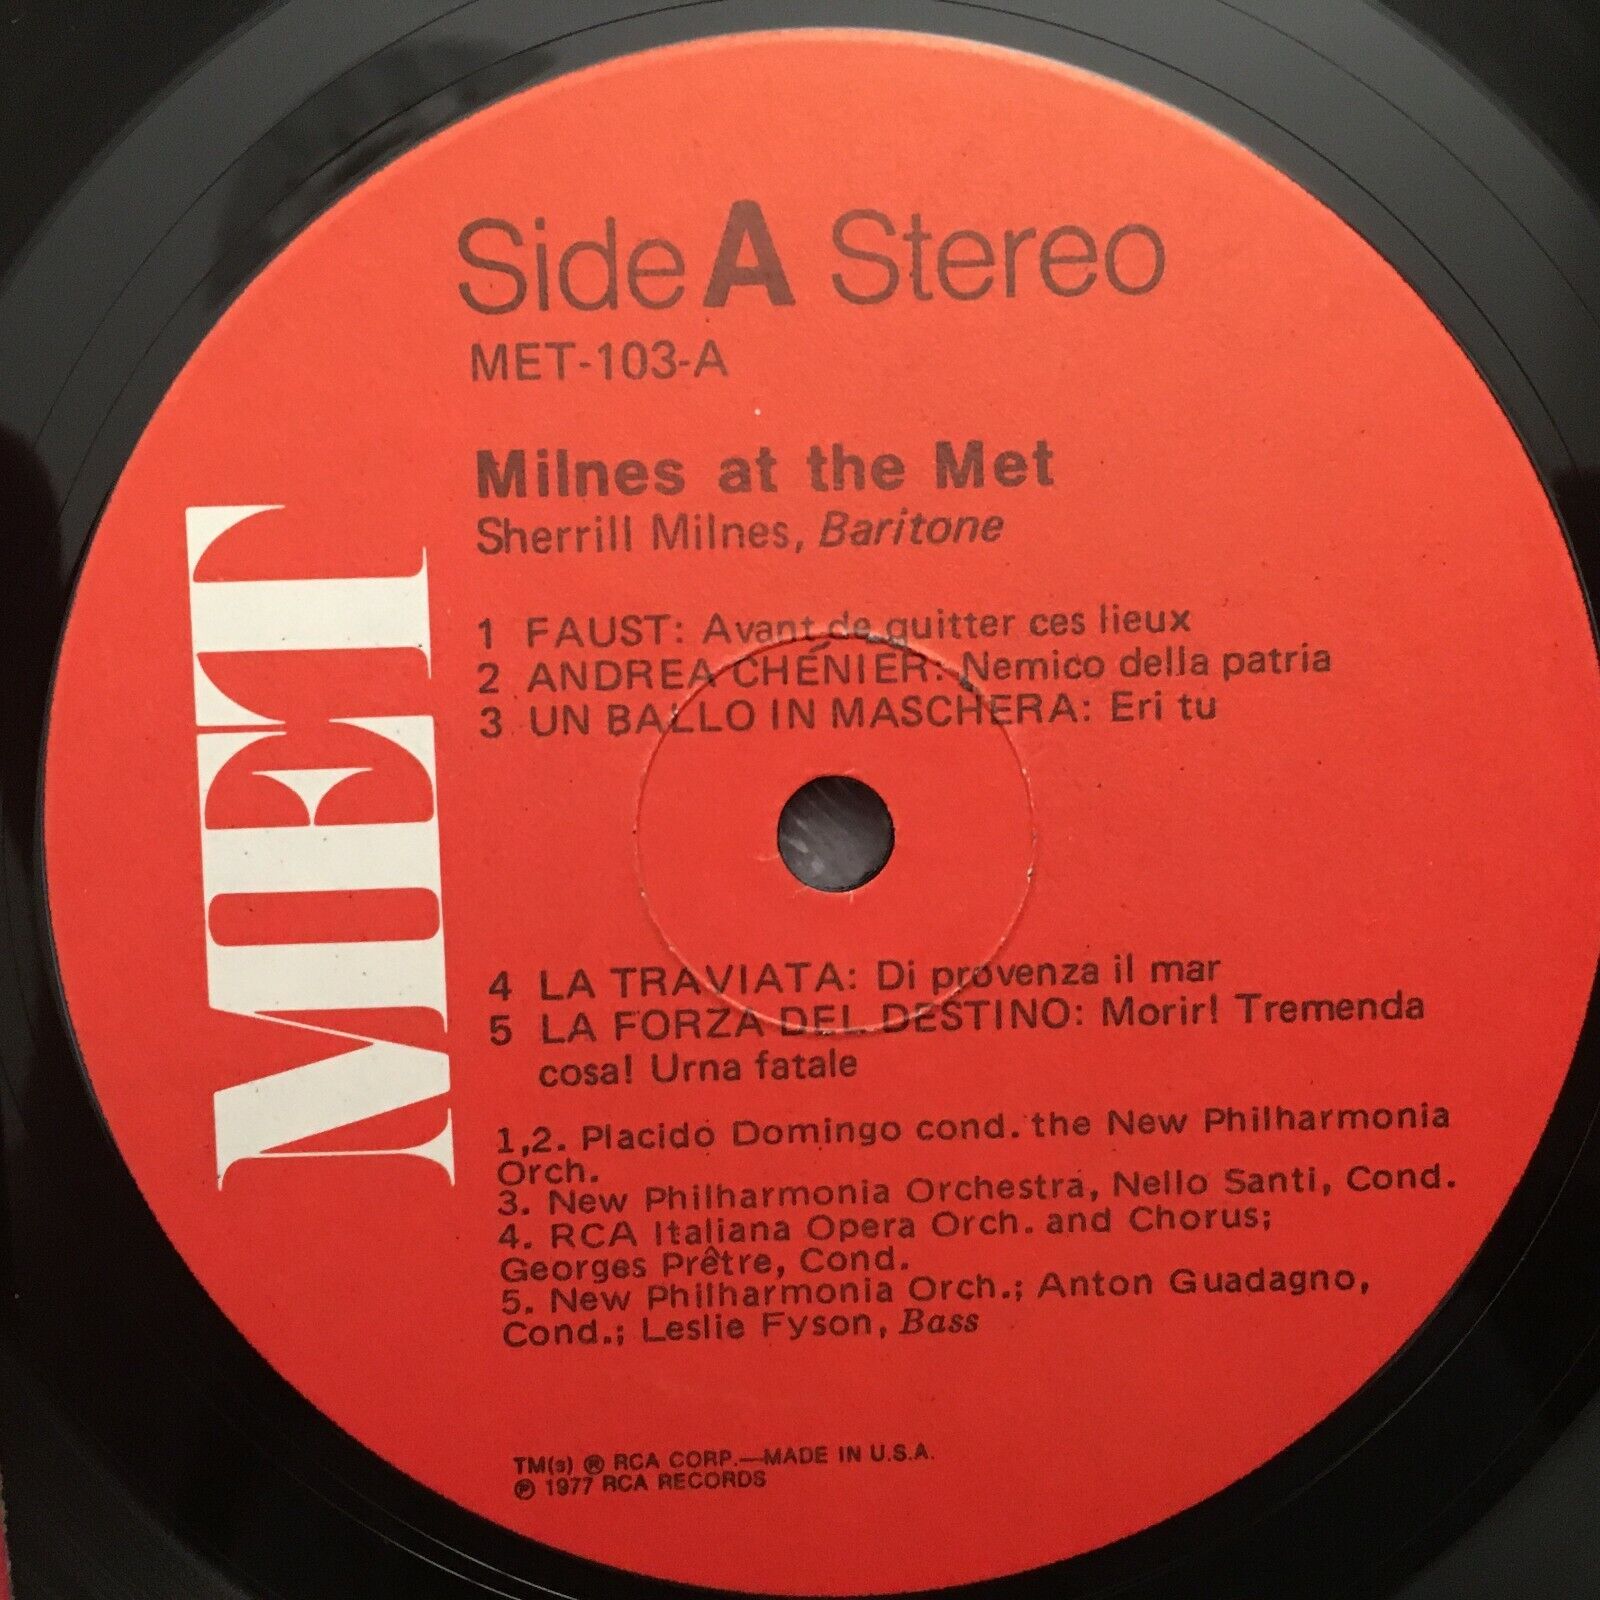 Side A Stereo
MET-103-A
Milnes at the Met
Sherrill Milnes, Baritone
1 FAUST: Avant de quitter ces lieux
2 ANDREA CHÉNIER: Nemico della patria
3 UN BALLO IN MASCHERA: Eri tu
MET
4 LA TRAVIATA: Di provenza il mar
5 LA FORZA DEL DESTINO: Morir! Tremenda
cosa! Urna fatale
1,2. Placido Domingo cond. the New Philharmonia
Orch.
3. New Philharmonia Orchestra, Nello Santi, Cond.
4. RCA Italiana Opera Orch. and Chorus;
Georges Prêtre, Cond.
5. New Philharmonia Orch.; Anton Guadagno,
Cond.; Leslie Fyson, Bass
TM(s) ® RCA CORP.—MADE IN U.S.A.
℗ 1977 RCA RECORDS